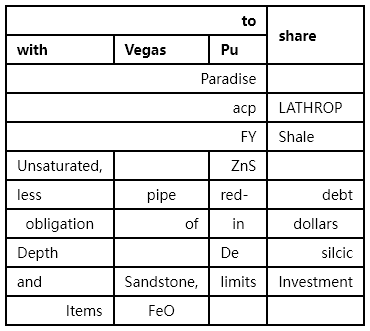 to share
with Vegas Pu
Paradise
acp LATHROP
FY Shale
Unsaturated, ZnS
less pipe red- debt
obligation of in dollars
Depth De silcic
and Sandstone, limits Investment
Items FeO